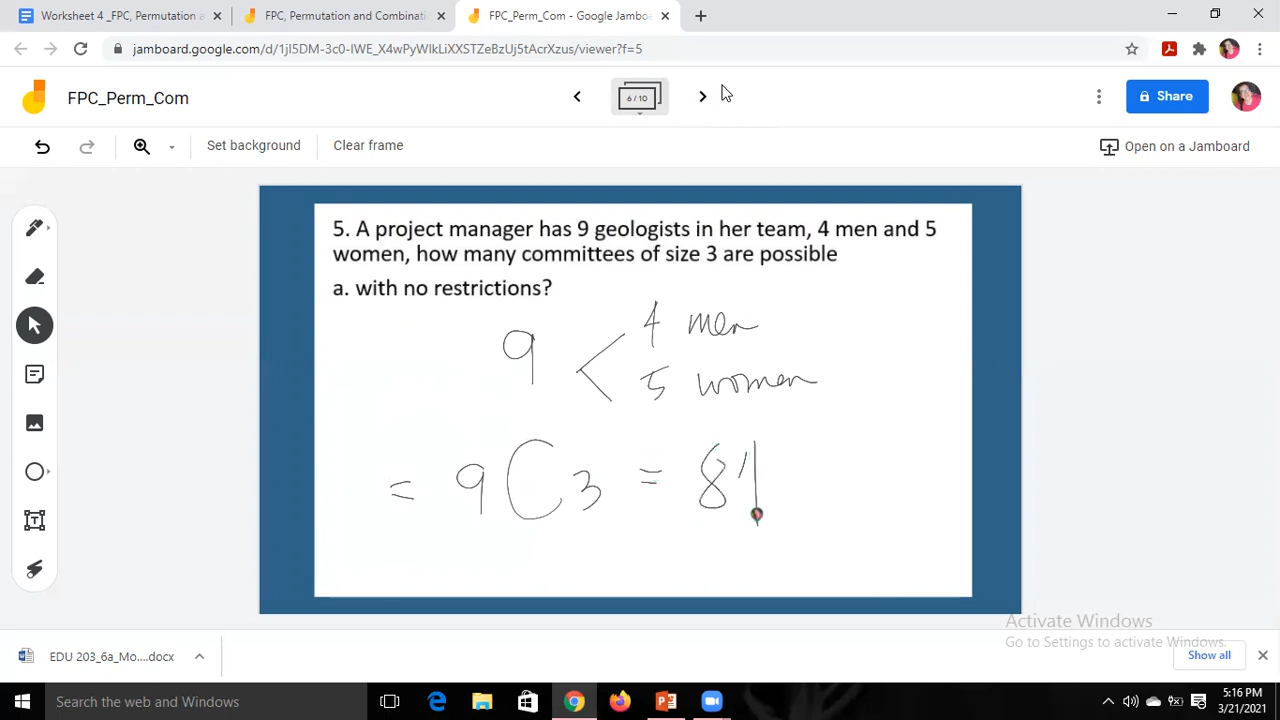 Worksheet 4 _FPC, Permutation a
FPC, Permutation and Combinati
FPC_Perm_Com - Google Jamboa
jamboard.google.com/d/1jI5DM-3c0-IWE_X4wPyWIkLiXXSTZeBzUj5tAcrXzus/viewer?f=5
FPC_Perm_Com
6 / 10
Share
Set background
Clear frame
Open on a Jamboard
5. A project manager has 9 geologists in her team, 4 men and 5
women, how many committees of size 3 are possible
a. with no restrictions?
4 men
9 <
5 women
= 9C3 = 84
Activate Windows
Go to Settings to activate Windows.
EDU 203_6a_Mo....docx
Show all
Search the web and Windows
5:16 PM
3/21/2021